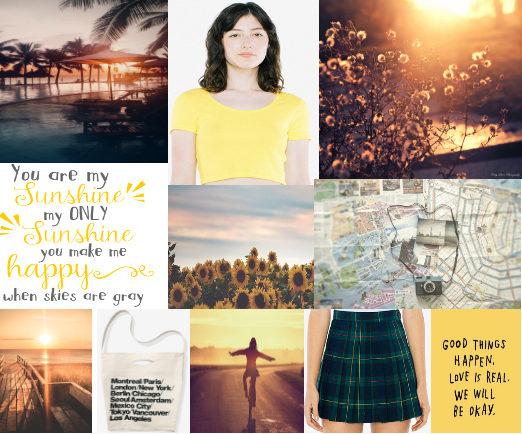 You are my
Sunshine
my ONLY
Sunshine
you make me
happy
when skies are gray
Montreal/Paris/
London/New York/
Berlin/Chicago/
Seoul/Amsterdam/
Mexico City/
Tokyo/Vancouver/
Los Angeles
GOOD THINGS
HAPPEN.
LOVE IS REAL.
WE WILL
BE OKAY.